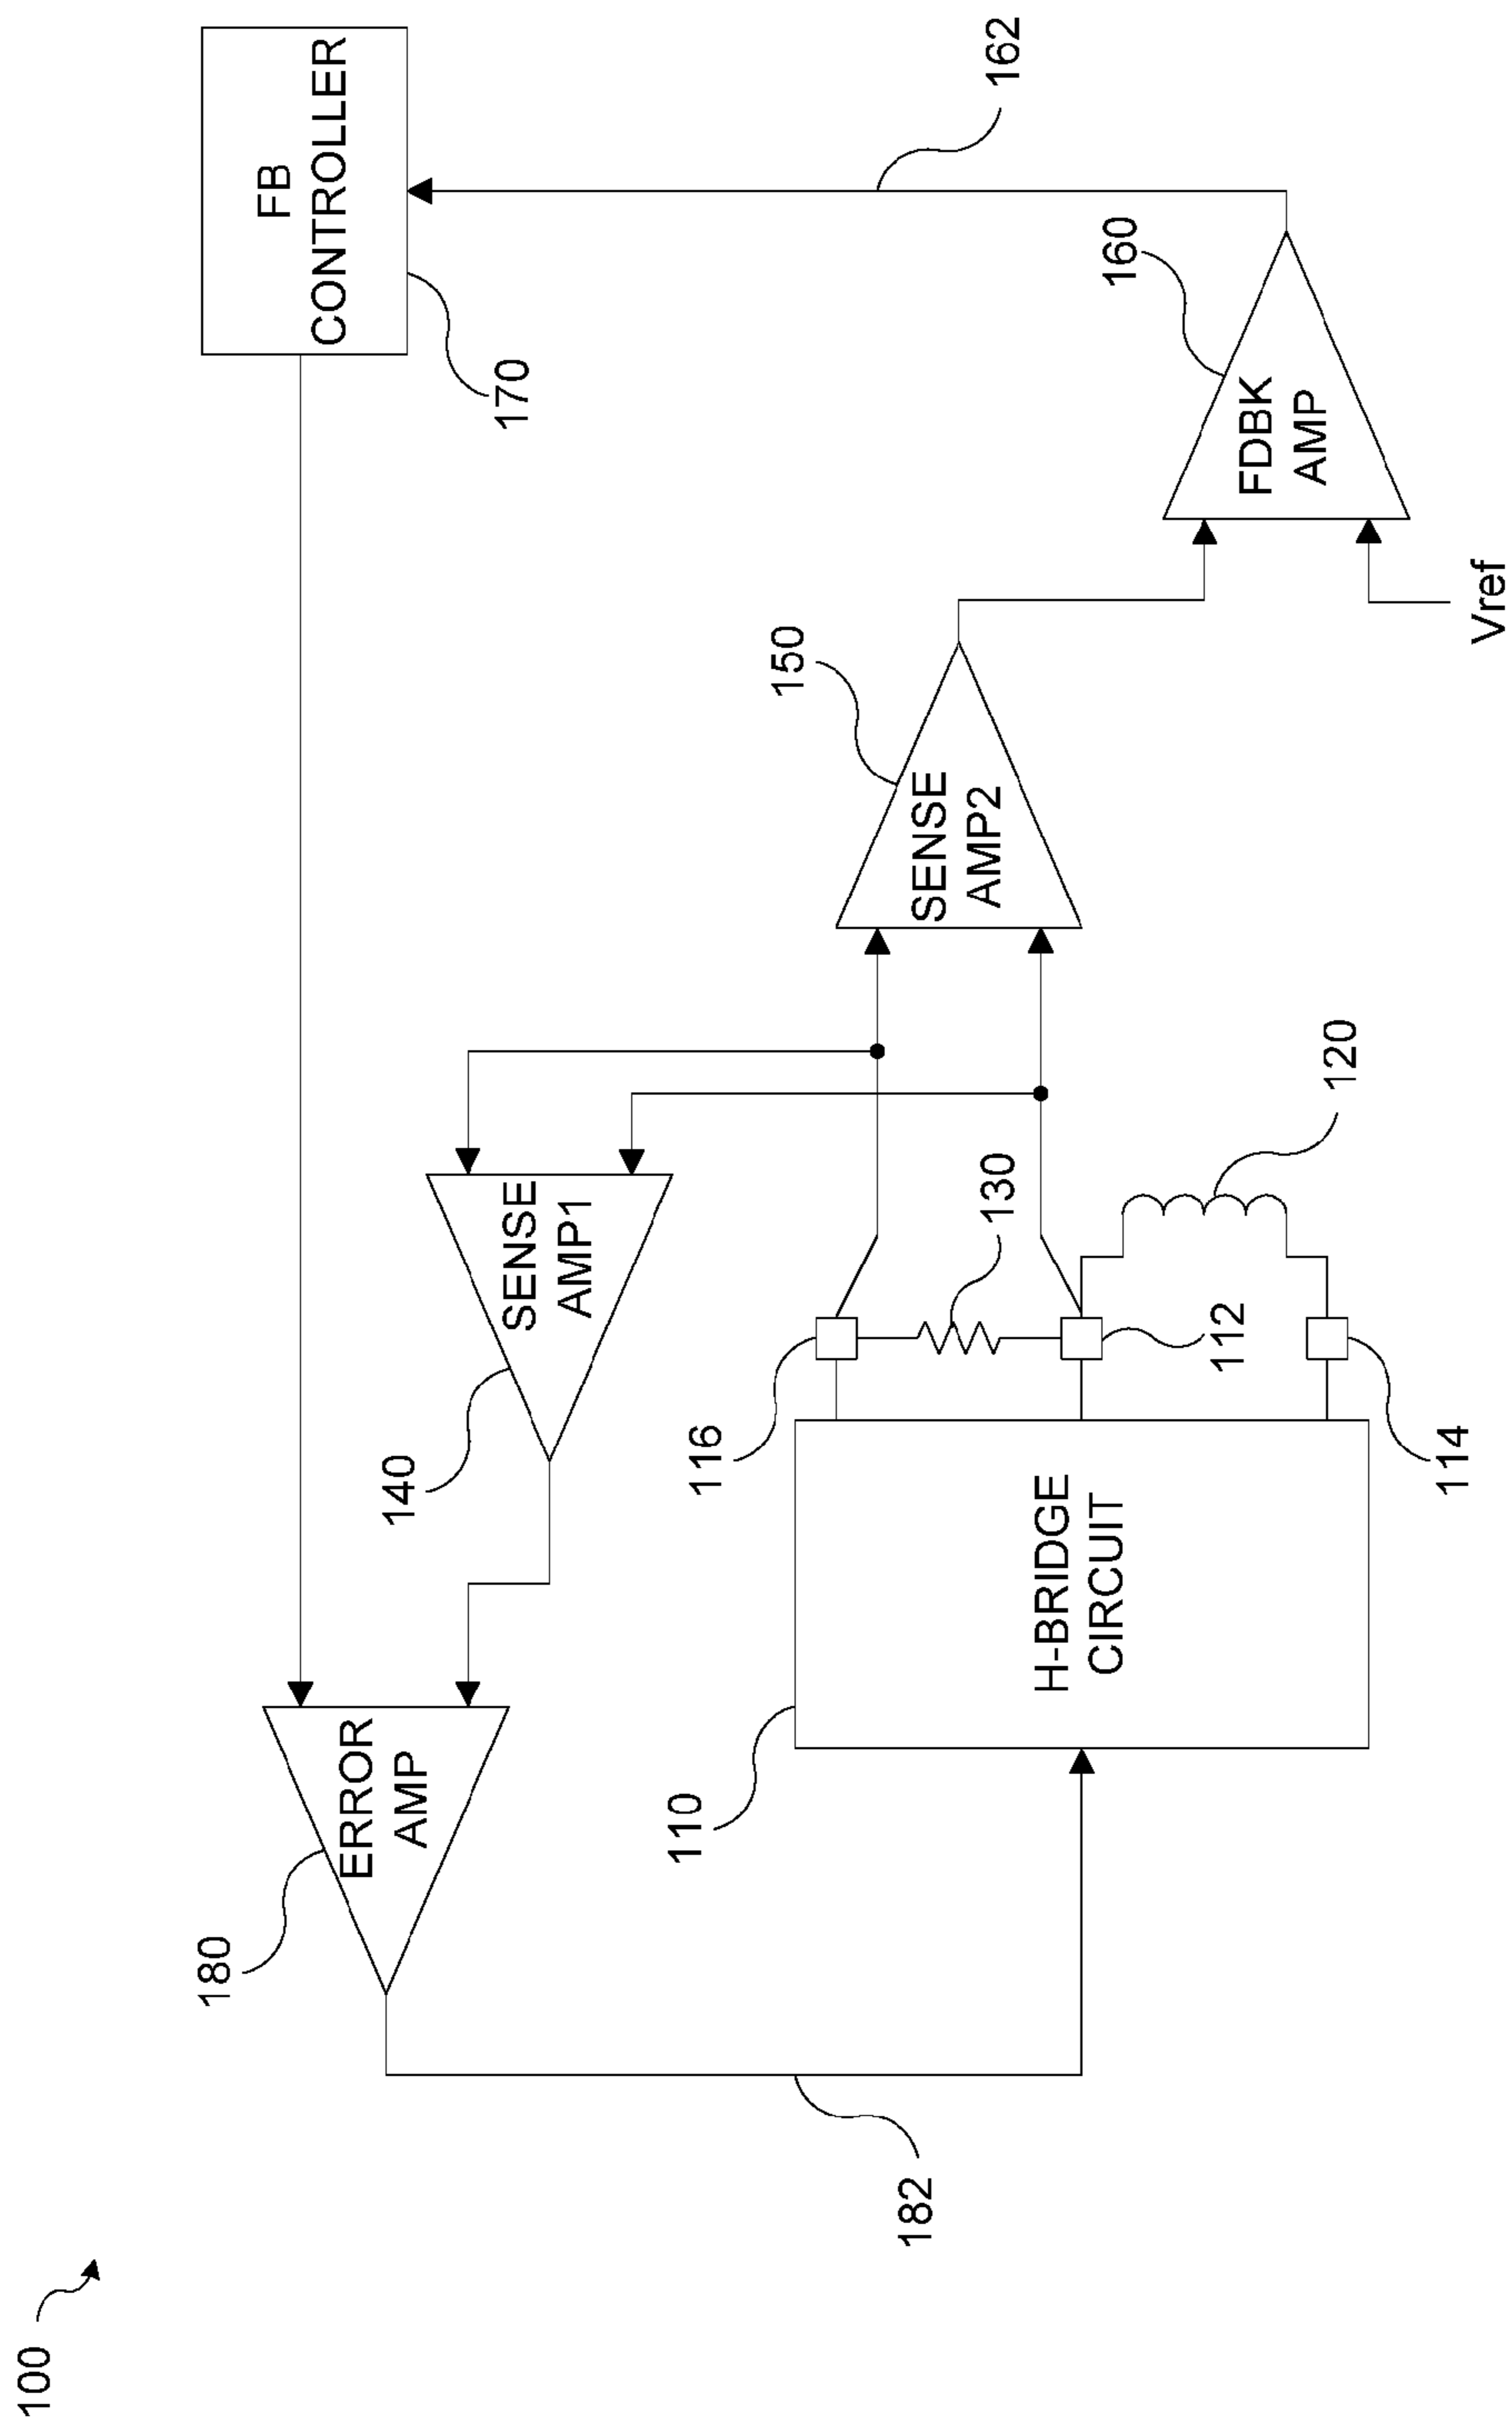 100
FB
CONTROLLER
170
162
180
ERROR
AMP
140
SENSE
AMP1
182
110
H-BRIDGE
CIRCUIT
116
130
112
114
120
150
SENSE
AMP2
160
FDBK
AMP
Vref